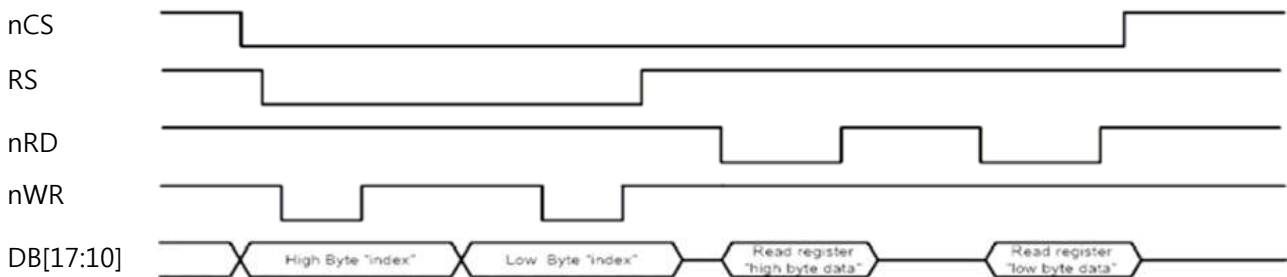 nCS
RS
nRD
nWR
DB[17:10]
High Byte "index"
Low Byte "index"
Read register
"high byte data"
Read register
"low byte data"